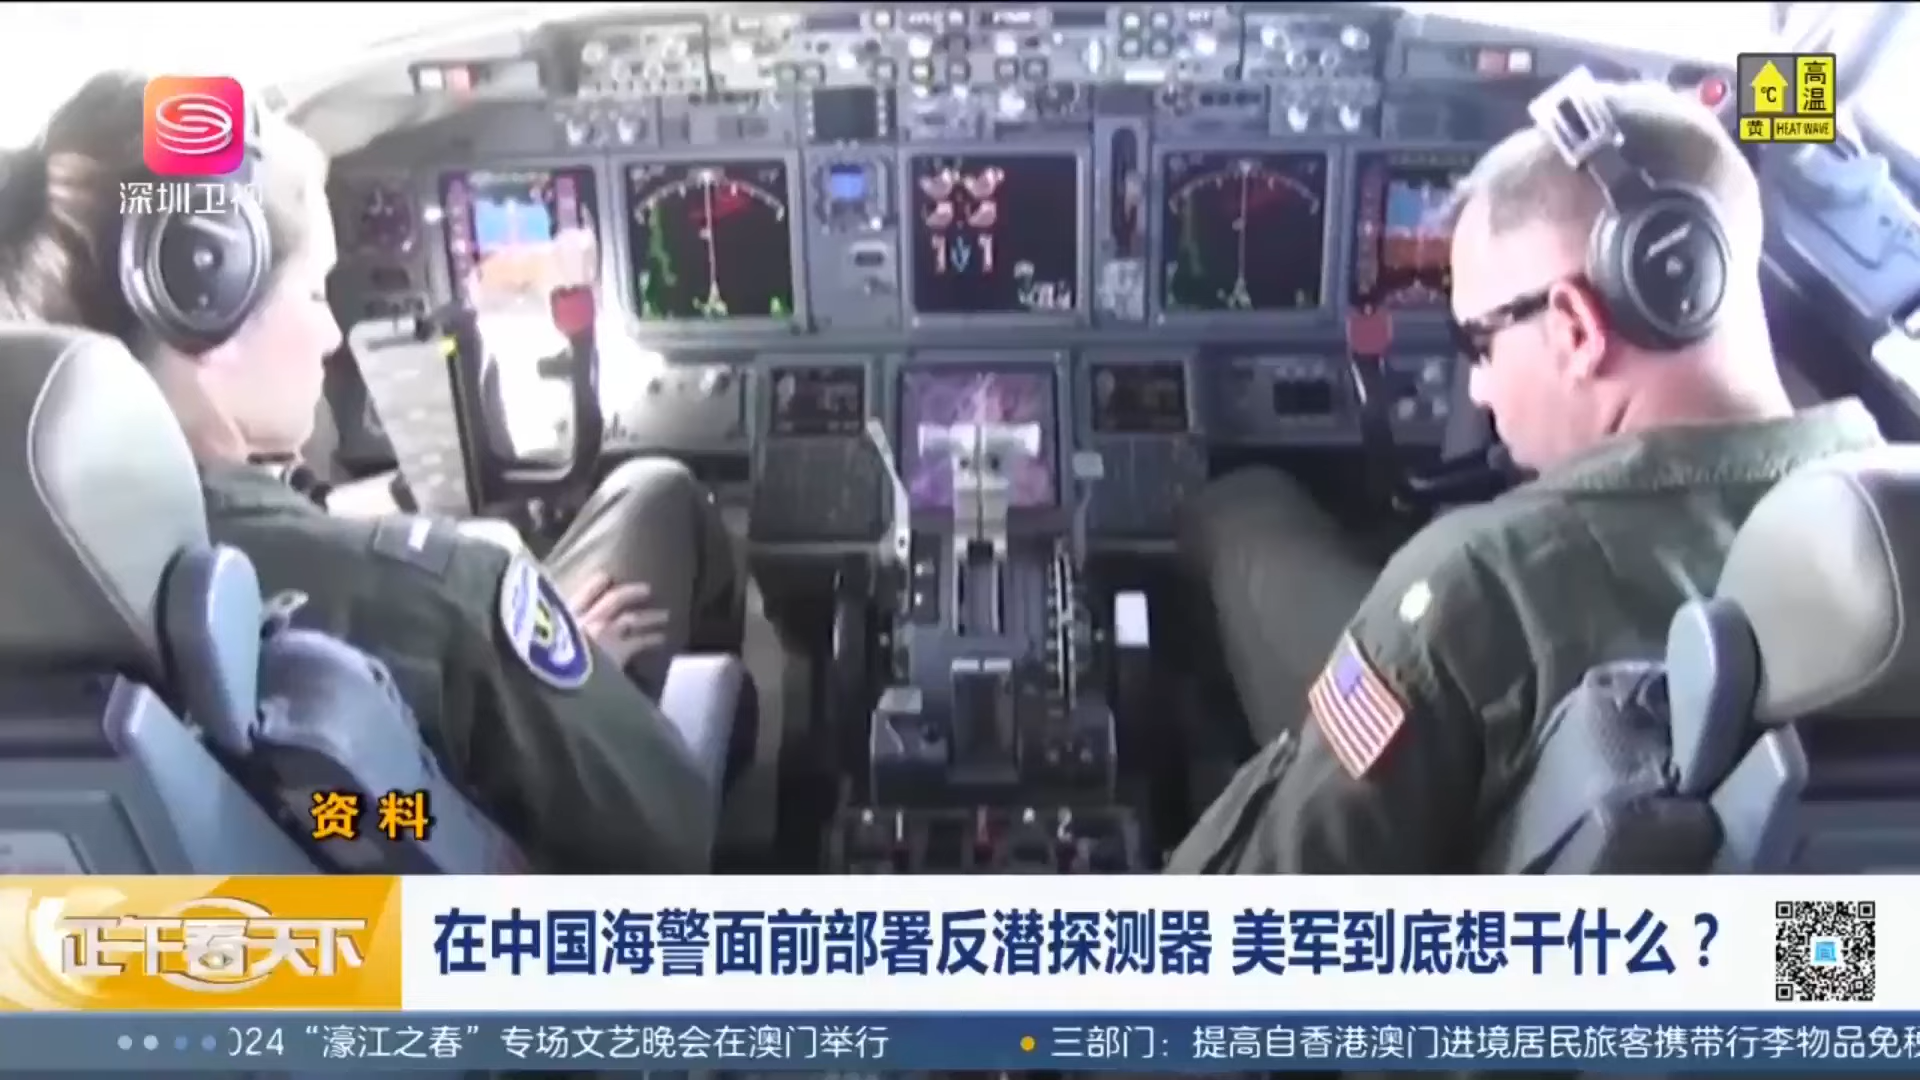 高温
℃
黄 HEAT WAVE
深圳卫视
资料
1 2
正午看天下
在中国海警面前部署反潜探测器 美军到底想干什么？
024 “濠江之春”专场文艺晚会在澳门举行
三部门：提高自香港澳门进境居民旅客携带行李物品免税